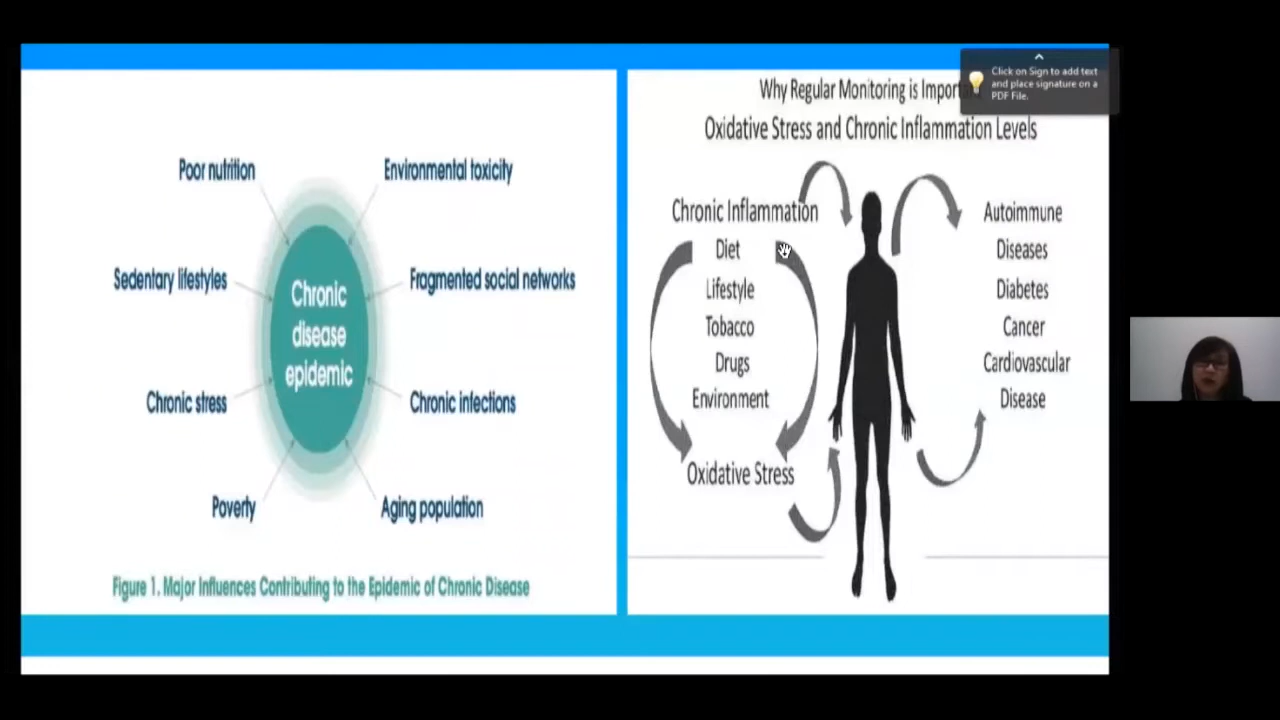 Poor nutrition
Environmental toxicity
Sedentary lifestyles
Fragmented social networks
Chronic
disease
epidemic
Chronic stress
Chronic infections
Poverty
Aging population
Figure 1. Major Influences Contributing to the Epidemic of Chronic Disease
Why Regular Monitoring is
Oxidative Stress and Chronic Inflammation Levels
Chronic Inflammation
Diet
Lifestyle
Tobacco
Drugs
Environment
Oxidative Stress
Autoimmune
Diseases
Diabetes
Cancer
Cardiovascular
Disease
Click on Sign to add text
and place signature on a
PDF File.